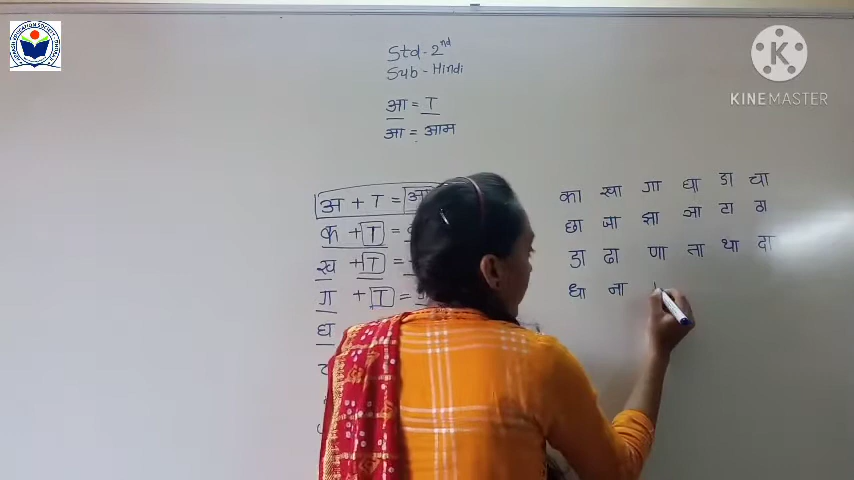 KINEMASTER
Std - 2nd
Sub - Hindi
आ = ा
आ = आम
अ + ा = आ
क + ा =
ख + ा =
ग + ा =
घ
का खा गा घा ङा चा
छा जा झा ञा टा ठा
डा ढा णा ता था दा
धा ना